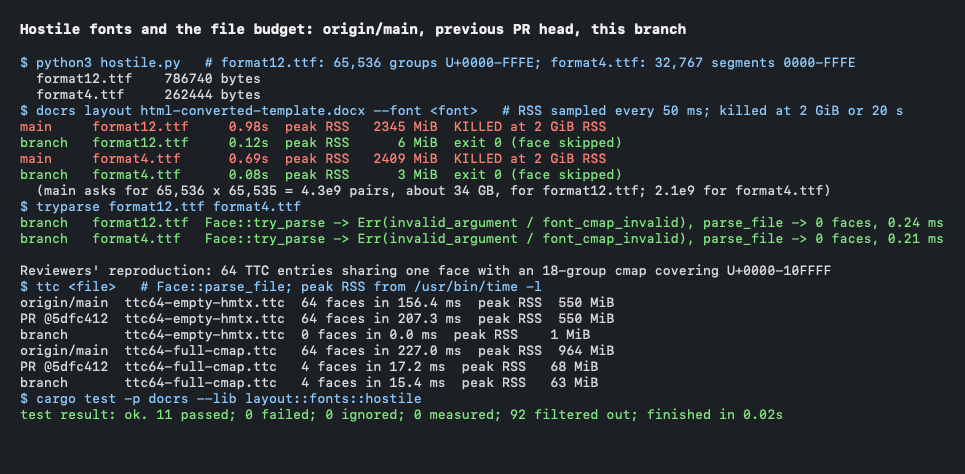 Hostile fonts and the file budget: origin/main, previous PR head, this branch
$ python3 hostile.py   # format12.ttf: 65,536 groups U+0000-FFFE; format4.ttf: 32,767 segments 0000-FFFE
  format12.ttf    786740 bytes
  format4.ttf     262444 bytes
$ docrs layout html-converted-template.docx --font <font>   # RSS sampled every 50 ms; killed at 2 GiB or 20 s
main     format12.ttf     0.98s  peak RSS   2345 MiB  KILLED at 2 GiB RSS
branch   format12.ttf     0.12s  peak RSS      6 MiB  exit 0 (face skipped)
main     format4.ttf      0.69s  peak RSS   2409 MiB  KILLED at 2 GiB RSS
branch   format4.ttf      0.08s  peak RSS      3 MiB  exit 0 (face skipped)
  (main asks for 65,536 x 65,535 = 4.3e9 pairs, about 34 GB, for format12.ttf; 2.1e9 for format4.ttf)
$ tryparse format12.ttf format4.ttf
branch   format12.ttf  Face::try_parse -> Err(invalid_argument / font_cmap_invalid), parse_file -> 0 faces, 0.24 ms
branch   format4.ttf   Face::try_parse -> Err(invalid_argument / font_cmap_invalid), parse_file -> 0 faces, 0.21 ms
Reviewers' reproduction: 64 TTC entries sharing one face with an 18-group cmap covering U+0000-10FFFF
$ ttc <file>   # Face::parse_file; peak RSS from /usr/bin/time -l
origin/main  ttc64-empty-hmtx.ttc  64 faces in 156.4 ms  peak RSS  550 MiB
PR @5dfc412  ttc64-empty-hmtx.ttc  64 faces in 207.3 ms  peak RSS  550 MiB
branch       ttc64-empty-hmtx.ttc  0 faces in 0.0 ms  peak RSS    1 MiB
origin/main  ttc64-full-cmap.ttc   64 faces in 227.0 ms  peak RSS  964 MiB
PR @5dfc412  ttc64-full-cmap.ttc   4 faces in 17.2 ms  peak RSS   68 MiB
branch       ttc64-full-cmap.ttc   4 faces in 15.4 ms  peak RSS   63 MiB
$ cargo test -p docrs --lib layout::fonts::hostile
test result: ok. 11 passed; 0 failed; 0 ignored; 0 measured; 92 filtered out; finished in 0.02s